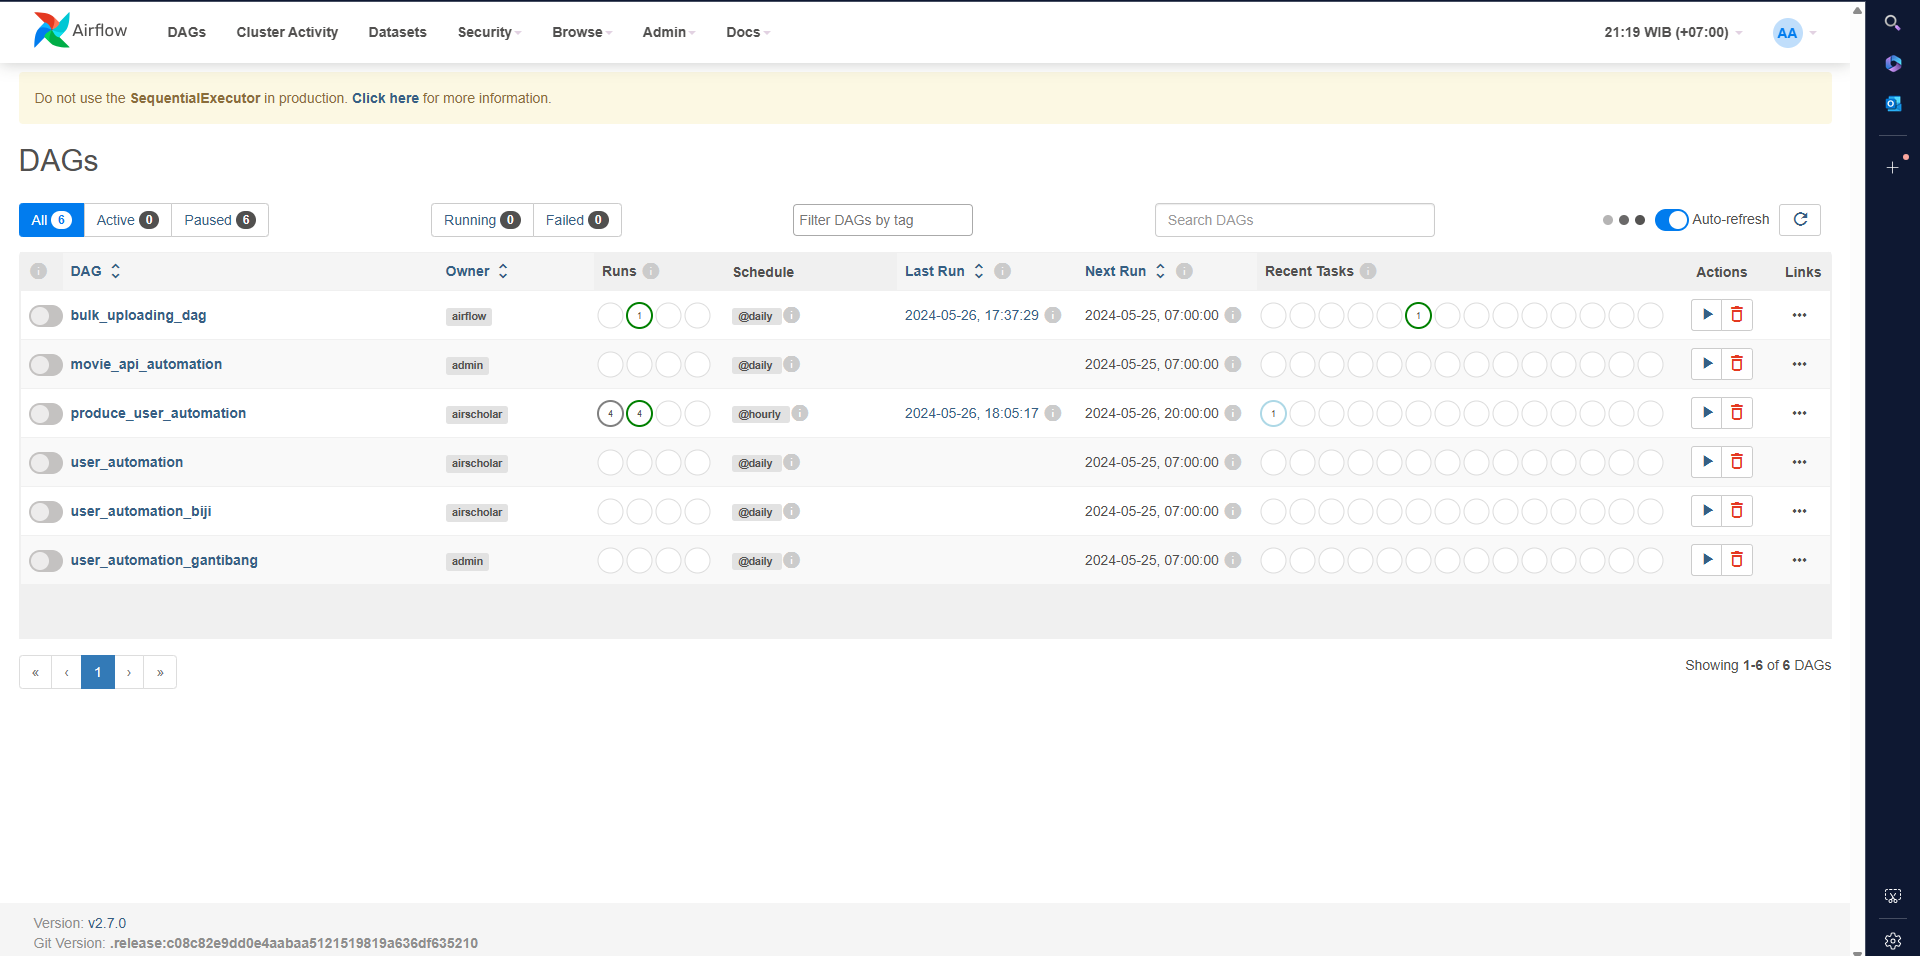 Airflow DAGs Cluster Activity Datasets Security Browse Admin Docs 21:19 WIB (+07:00) AA
Do not use the SequentialExecutor in production. Click here for more information.
DAGs
All 6 Active 0 Paused 6 Running 0 Failed 0 Filter DAGs by tag Search DAGs Auto-refresh
DAG Owner Runs Schedule Last Run Next Run Recent Tasks Actions Links
bulk_uploading_dag airflow 1 @daily 2024-05-26, 17:37:29 2024-05-25, 07:00:00 1
movie_api_automation admin @daily 2024-05-25, 07:00:00
produce_user_automation airscholar 4 4 @hourly 2024-05-26, 18:05:17 2024-05-26, 20:00:00 1
user_automation airscholar @daily 2024-05-25, 07:00:00
user_automation_biji airscholar @daily 2024-05-25, 07:00:00
user_automation_gantibang admin @daily 2024-05-25, 07:00:00
« ‹ 1 › » Showing 1-6 of 6 DAGs
Version: v2.7.0
Git Version: .release:c08c82e9dd0e4aabaa5121519819a636df635210